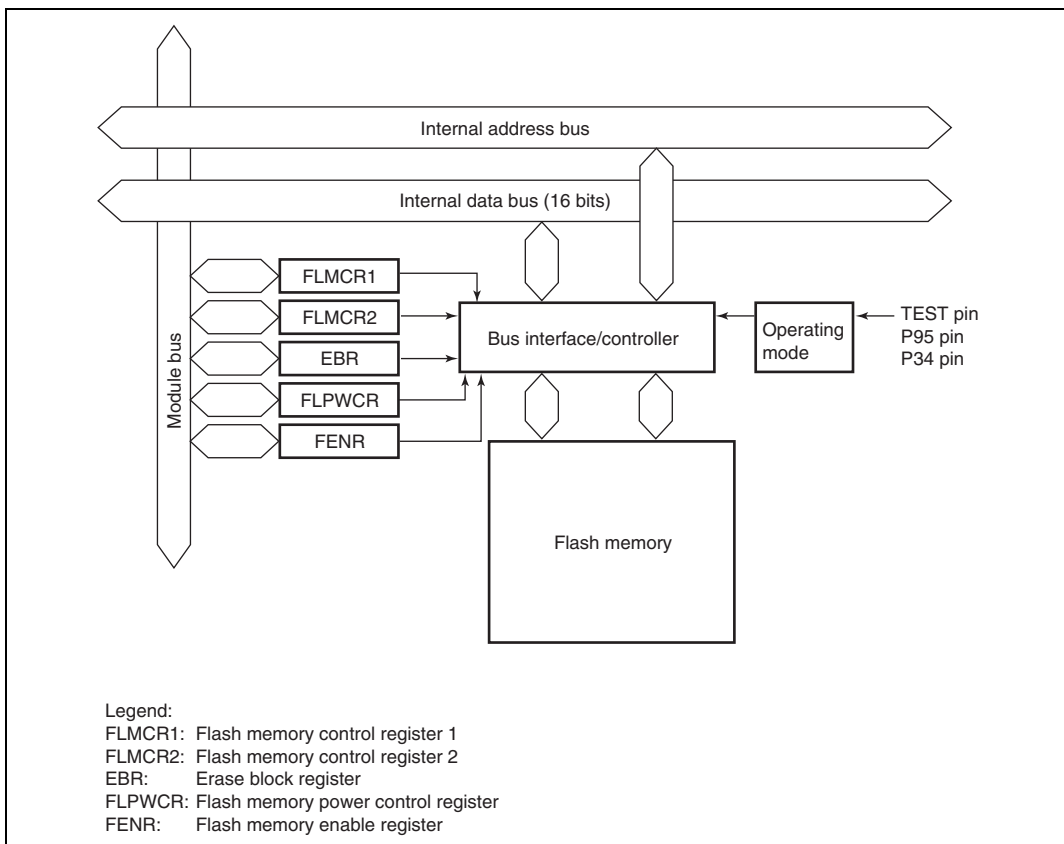 Internal address bus
Internal data bus (16 bits)
Module bus
FLMCR1
FLMCR2
EBR
FLPWCR
FENR
Bus interface/controller
Operating
mode
TEST pin
P95 pin
P34 pin
Flash memory
Legend:
FLMCR1: Flash memory control register 1
FLMCR2: Flash memory control register 2
EBR: Erase block register
FLPWCR: Flash memory power control register
FENR: Flash memory enable register